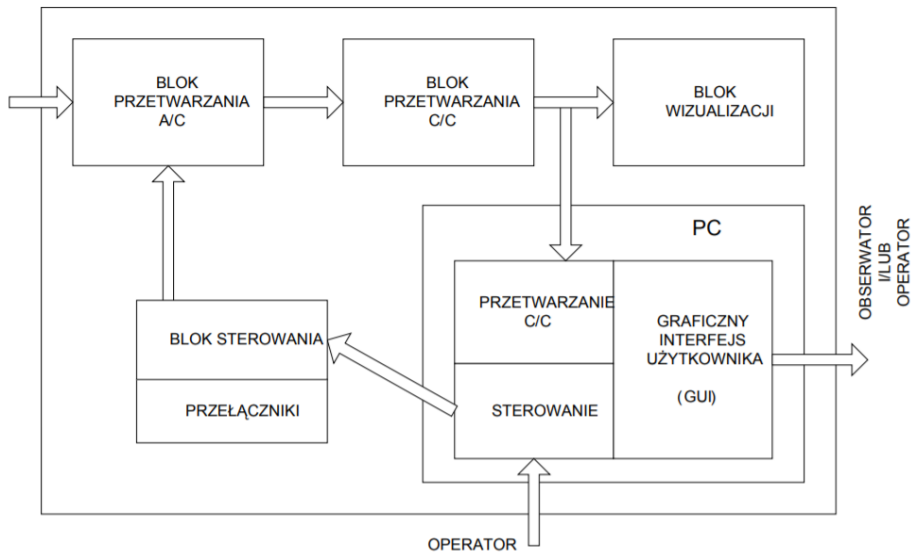 BLOK
PRZETWARZANIA
A/C
BLOK
PRZETWARZANIA
C/C
BLOK
WIZUALIZACJI
PC
PRZETWARZANIE
C/C
GRAFICZNY
INTERFEJS
UŻYTKOWNIKA
(GUI)
STEROWANIE
BLOK STEROWANIA
PRZEŁĄCZNIKI
OBSERWATOR
I/LUB
OPERATOR
OPERATOR